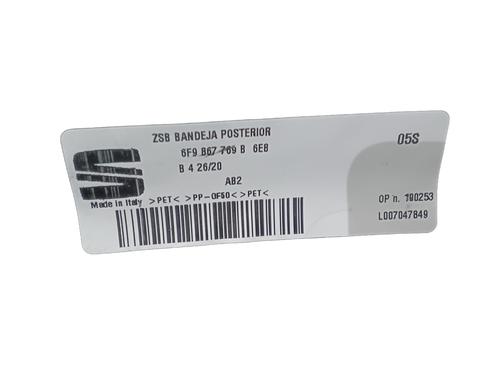 ZSB BANDEJA POSTERIOR
05S
6F9 867 769 B 6E8
B 4 26/20
AB2
Made in Italy >PET< >PP-GF50< >PET<
OP n. 190253
L007047849